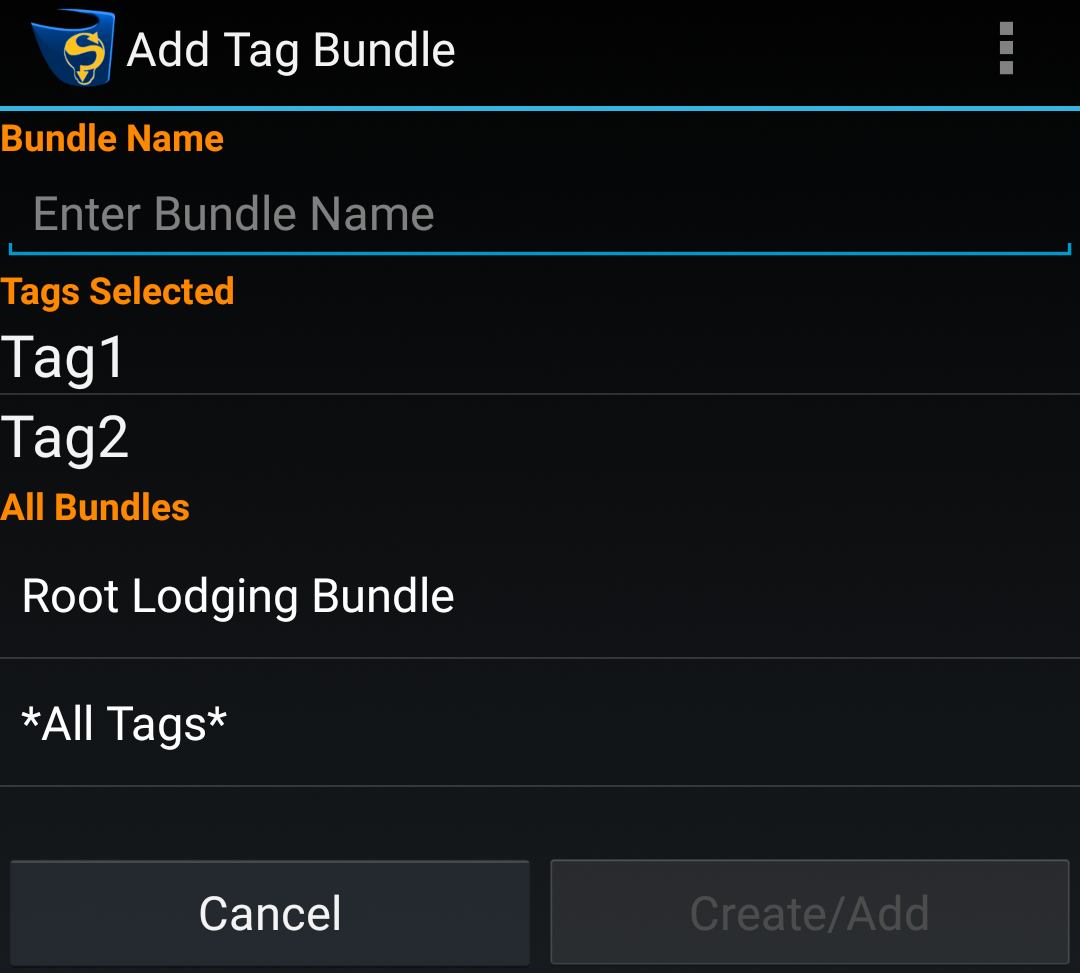 Add Tag Bundle
Bundle Name
Enter Bundle Name
Tags Selected
Tag1
Tag2
All Bundles
Root Lodging Bundle
*All Tags*
Cancel
Create/Add